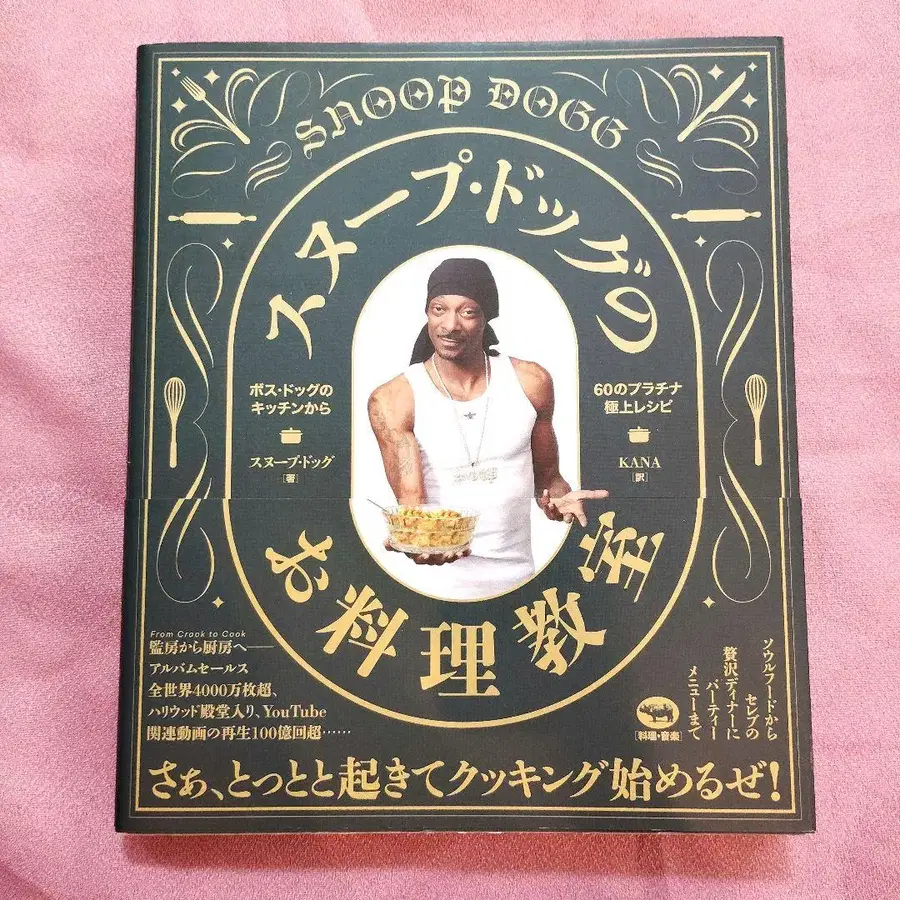 SNOOP DOGG
スヌープ・ドッグの
ボス・ドッグの
キッチンから
スヌープ・ドッグ
[著]
60のプラチナ
極上レシピ
KANA
[訳]
お料理教室
From Crook to Cook
監房から厨房へ──
アルバムセールス
全世界4000万枚超、
ハリウッド殿堂入り、YouTube
関連動画の再生100億回超……
ソウルフードから
セレブの
贅沢ディナーに
パーティー
メニューまで
[料理・音楽]
さぁ、とっとと起きてクッキング始めるぜ!